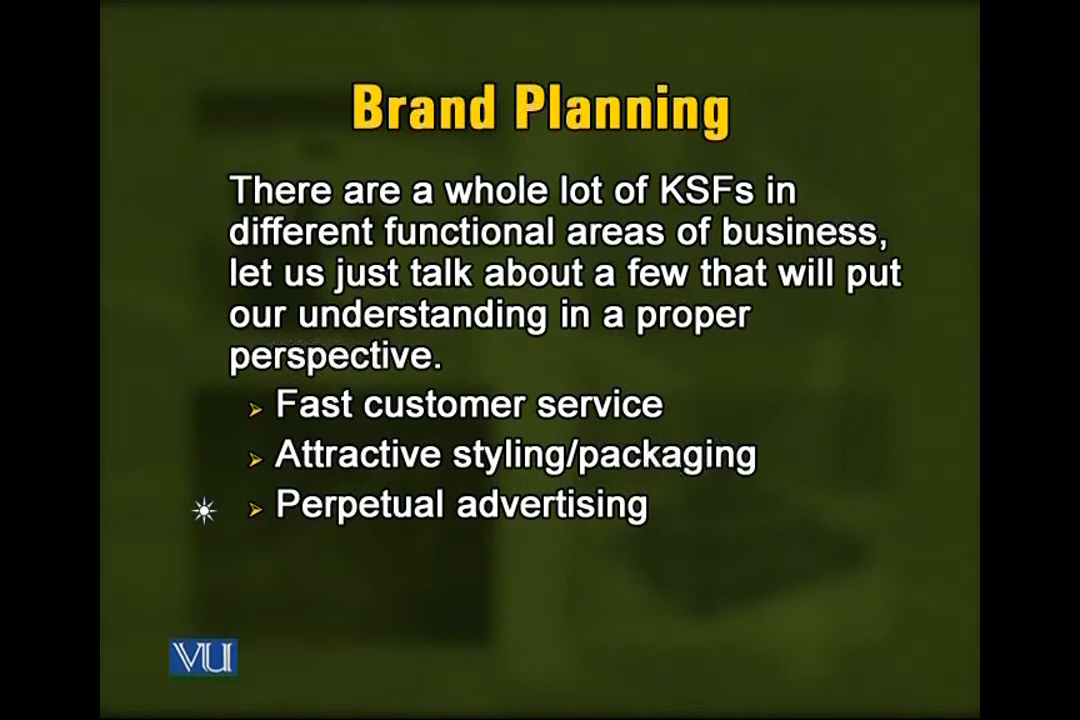 Brand Planning
There are a whole lot of KSFs in
different functional areas of business,
let us just talk about a few that will put
our understanding in a proper
perspective.
➢ Fast customer service
➢ Attractive styling/packaging
➢ Perpetual advertising
VU